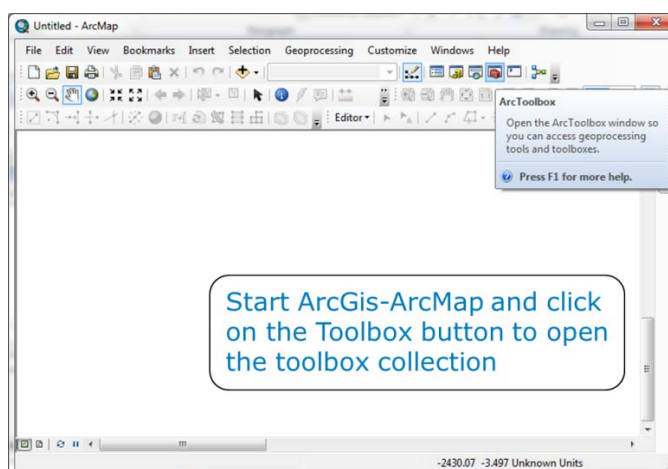 Untitled - ArcMap
File Edit View Bookmarks Insert Selection Geoprocessing Customize Windows Help
Editor
ArcToolbox
Open the ArcToolbox window so
you can access geoprocessing
tools and toolboxes.
Press F1 for more help.
Start ArcGis-ArcMap and click
on the Toolbox button to open
the toolbox collection
-2430.07 -3.497 Unknown Units